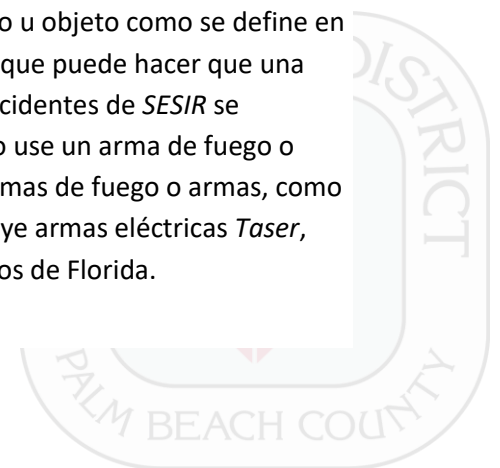 o u objeto como se define en
que puede hacer que una
cidentes de SESIR se
o use un arma de fuego o
mas de fuego o armas, como
ye armas eléctricas Taser,
os de Florida.
DISTRICT
PALM BEACH COUNTY